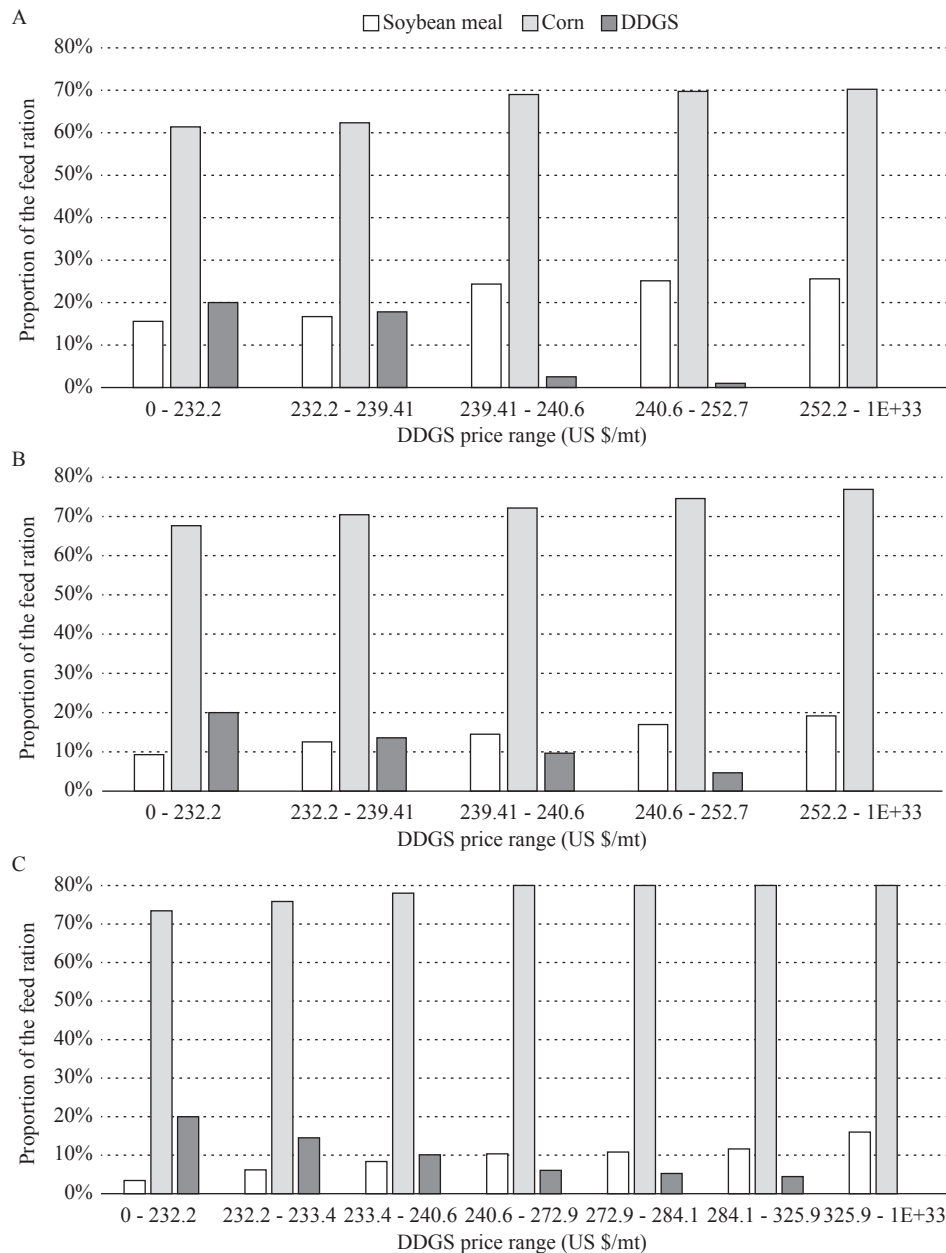 A
Soybean meal Corn DDGS
80%
70%
60%
50%
40%
30%
20%
10%
0%
Proportion of the feed ration
0 - 232.2 232.2 - 239.41 239.41 - 240.6 240.6 - 252.7 252.2 - 1E+33
DDGS price range (US $/mt)
B
80%
70%
60%
50%
40%
30%
20%
10%
0%
Proportion of the feed ration
0 - 232.2 232.2 - 239.41 239.41 - 240.6 240.6 - 252.7 252.2 - 1E+33
DDGS price range (US $/mt)
C
80%
70%
60%
50%
40%
30%
20%
10%
0%
Proportion of the feed ration
0 - 232.2 232.2 - 233.4 233.4 - 240.6 240.6 - 272.9 272.9 - 284.1 284.1 - 325.9 325.9 - 1E+33
DDGS price range (US $/mt)